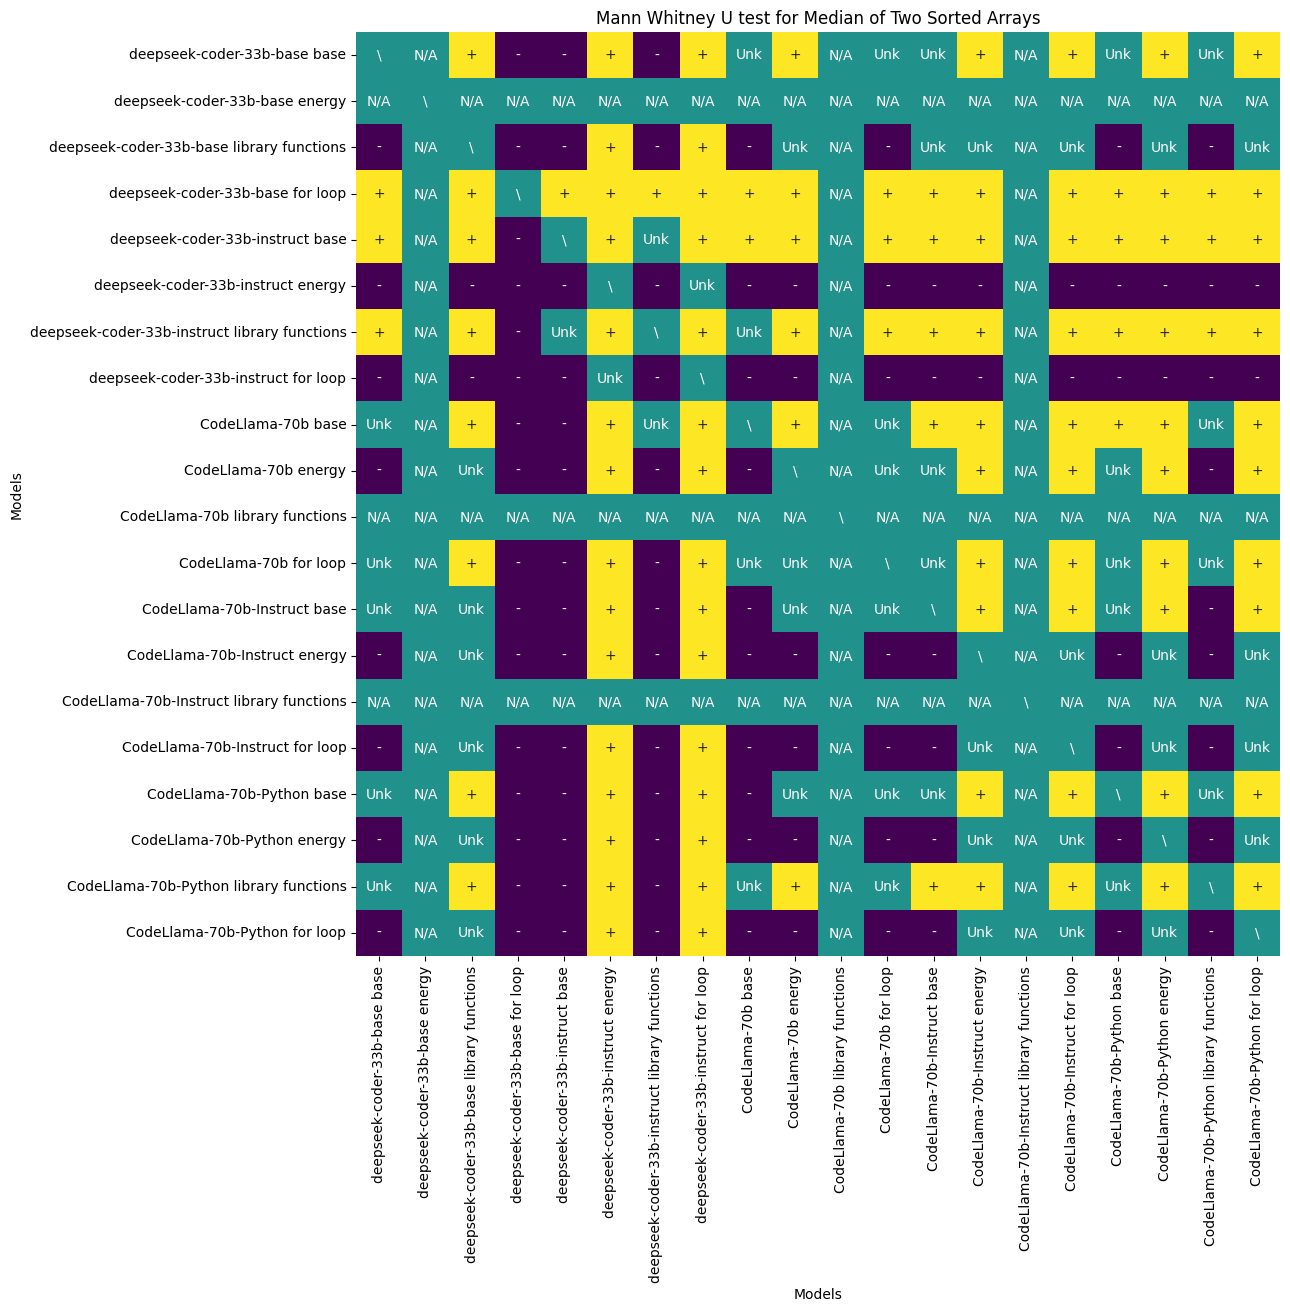 Mann Whitney U test for Median of Two Sorted Arrays
deepseek-coder-33b-base base \ N/A + - - + - + Unk + N/A Unk Unk + N/A + Unk + Unk +
deepseek-coder-33b-base energy N/A \ N/A N/A N/A N/A N/A N/A N/A N/A N/A N/A N/A N/A N/A N/A N/A N/A N/A N/A
deepseek-coder-33b-base library functions - N/A \ - - + - + - Unk N/A - Unk Unk N/A Unk - Unk - Unk
deepseek-coder-33b-base for loop + N/A + \ + + + + + + N/A + + + N/A + + + + +
deepseek-coder-33b-instruct base + N/A + - \ + Unk + + + N/A + + + N/A + + + + +
deepseek-coder-33b-instruct energy - N/A - - - \ - Unk - - N/A - - - N/A - - - - -
deepseek-coder-33b-instruct library functions + N/A + - Unk + \ + Unk + N/A + + + N/A + + + + +
deepseek-coder-33b-instruct for loop - N/A - - - Unk - \ - - N/A - - - N/A - - - - -
CodeLlama-70b base Unk N/A + - - + Unk + \ + N/A Unk + + N/A + + + Unk +
CodeLlama-70b energy - N/A Unk - - + - + - \ N/A Unk Unk + N/A + Unk + - +
CodeLlama-70b library functions N/A N/A N/A N/A N/A N/A N/A N/A N/A N/A \ N/A N/A N/A N/A N/A N/A N/A N/A N/A
CodeLlama-70b for loop Unk N/A + - - + - + Unk Unk N/A \ Unk + N/A + Unk + Unk +
CodeLlama-70b-Instruct base Unk N/A Unk - - + - + - Unk N/A Unk \ + N/A + Unk + - +
CodeLlama-70b-Instruct energy - N/A Unk - - + - + - - N/A - - \ N/A Unk - Unk - Unk
CodeLlama-70b-Instruct library functions N/A N/A N/A N/A N/A N/A N/A N/A N/A N/A N/A N/A N/A N/A \ N/A N/A N/A N/A N/A
CodeLlama-70b-Instruct for loop - N/A Unk - - + - + - - N/A - - Unk N/A \ - Unk - Unk
CodeLlama-70b-Python base Unk N/A + - - + - + - Unk N/A Unk Unk + N/A + \ + Unk +
CodeLlama-70b-Python energy - N/A Unk - - + - + - - N/A - - Unk N/A Unk - \ - Unk
CodeLlama-70b-Python library functions Unk N/A + - - + - + Unk + N/A Unk + + N/A + Unk + \ +
CodeLlama-70b-Python for loop - N/A Unk - - + - + - - N/A - - Unk N/A Unk - Unk - \
Models
deepseek-coder-33b-base base
deepseek-coder-33b-base energy
deepseek-coder-33b-base library functions
deepseek-coder-33b-base for loop
deepseek-coder-33b-instruct base
deepseek-coder-33b-instruct energy
deepseek-coder-33b-instruct library functions
deepseek-coder-33b-instruct for loop
CodeLlama-70b base
CodeLlama-70b energy
CodeLlama-70b library functions
CodeLlama-70b for loop
CodeLlama-70b-Instruct base
CodeLlama-70b-Instruct energy
CodeLlama-70b-Instruct library functions
CodeLlama-70b-Instruct for loop
CodeLlama-70b-Python base
CodeLlama-70b-Python energy
CodeLlama-70b-Python library functions
CodeLlama-70b-Python for loop
Models